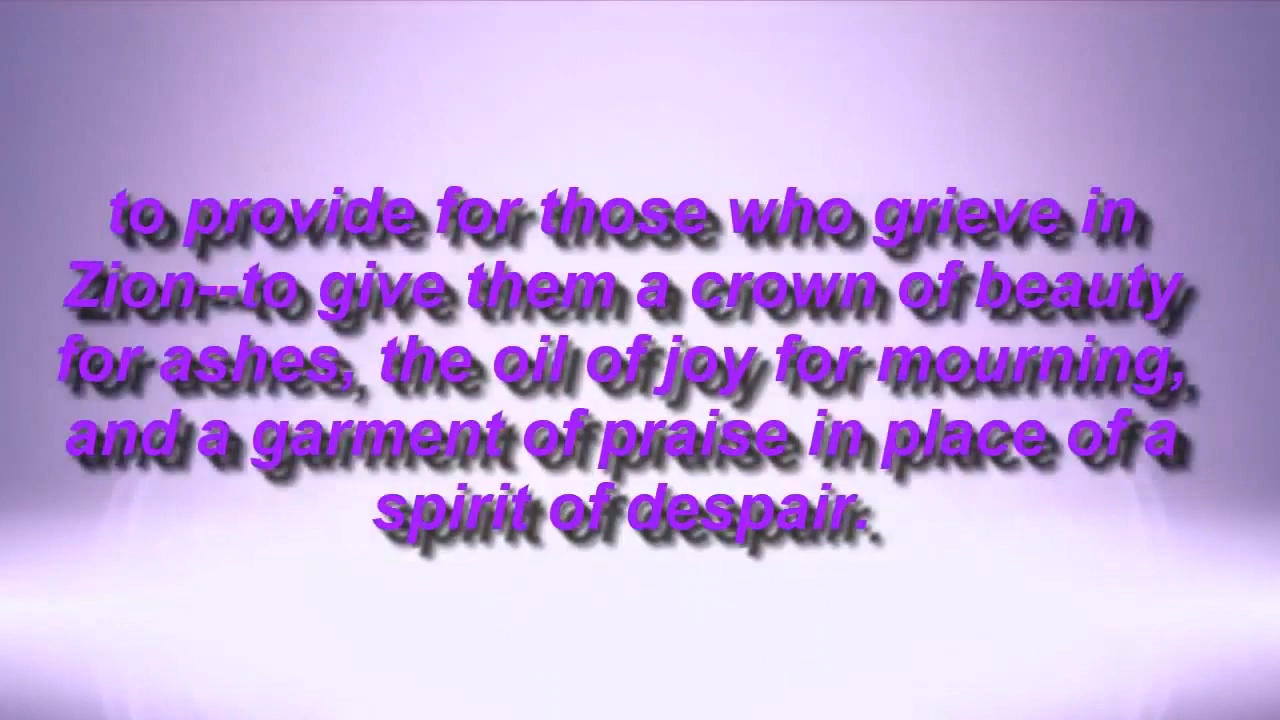 to provide for those who grieve in
Zion--to give them a crown of beauty
for ashes, the oil of joy for mourning,
and a garment of praise in place of a
spirit of despair.